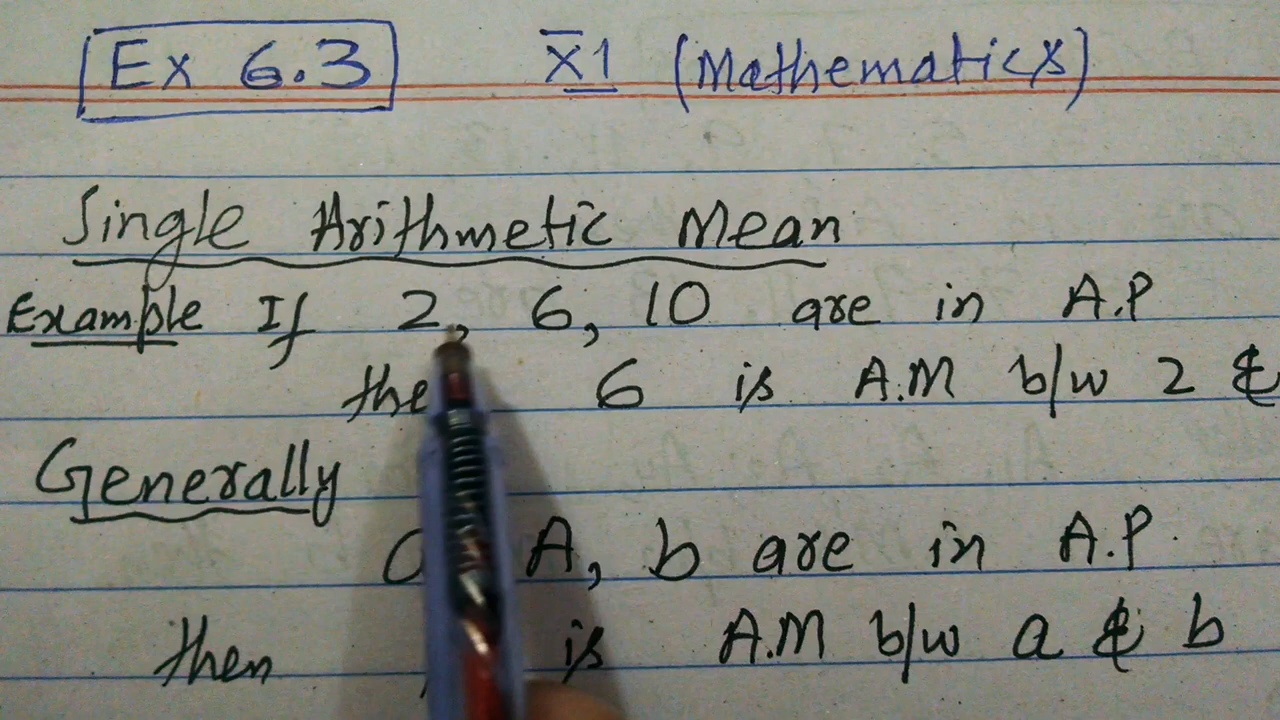 Ex 6.3 X1 (Mathematics)
Single Arithmetic Mean
Example If 2, 6, 10 are in A.P
6 is A.M b/w 2 &
Generally
A, b are in A.P.
then is A.M b/w a & b